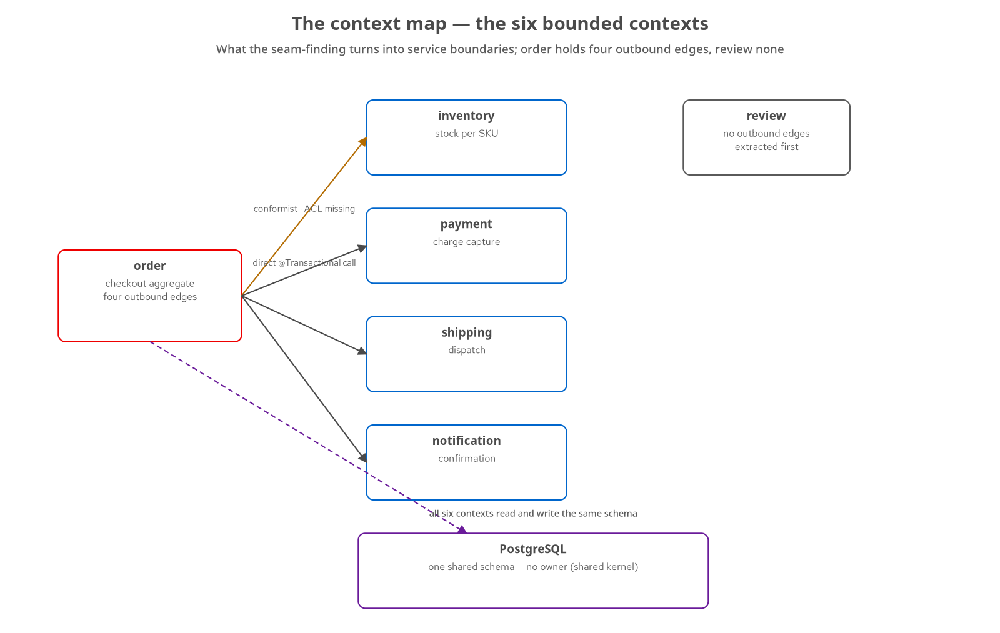 The context map — the six bounded contexts
What the seam-finding turns into service boundaries; order holds four outbound edges, review none
inventory
stock per SKU
review
no outbound edges
extracted first
conformist · ACL missing
payment
charge capture
direct @Transactional call
order
checkout aggregate
four outbound edges
shipping
dispatch
notification
confirmation
all six contexts read and write the same schema
PostgreSQL
one shared schema — no owner (shared kernel)